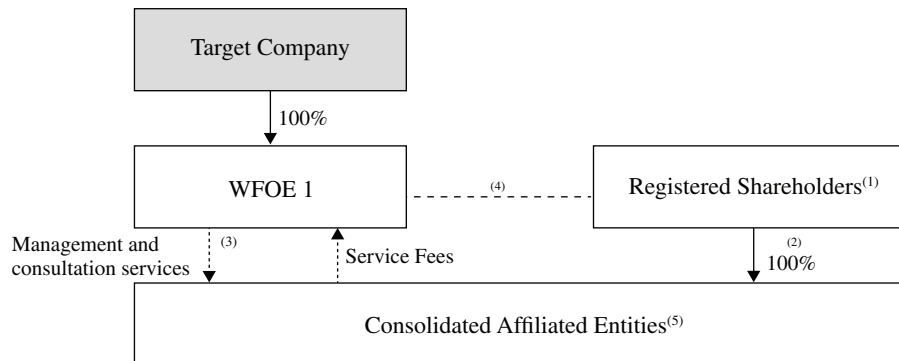 Target Company
100%
WFOE 1
(4)
Registered Shareholders(1)
Management and
consultation services
(3)
Service Fees
(2)
100%
Consolidated Affiliated Entities(5)